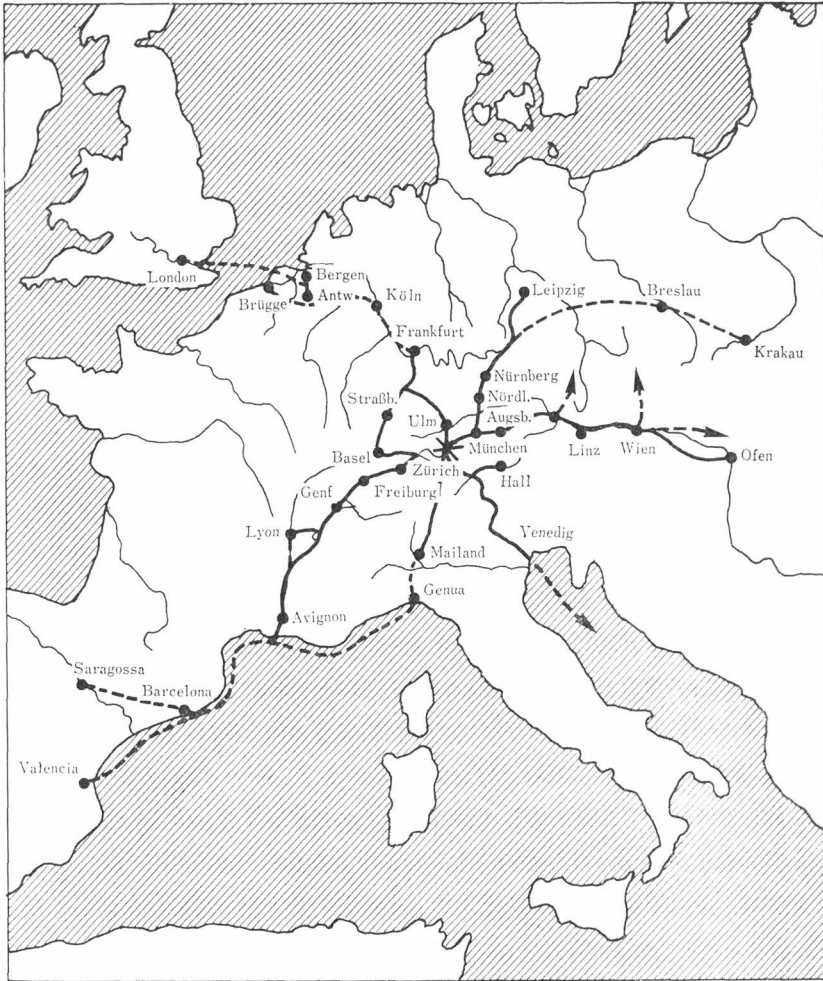 London
Bergen
Brügge
Antw.
Köln
Leipzig
Breslau
Frankfurt
Krakau
Nürnberg
Straßb.
Nördl.
Ulm
Augsb.
Basel
München
Linz
Wien
Ofen
Zürich
Hall
Genf
Freiburg
Lyon
Venedig
Mailand
Genua
Avignon
Saragossa
Barcelona
Valencia